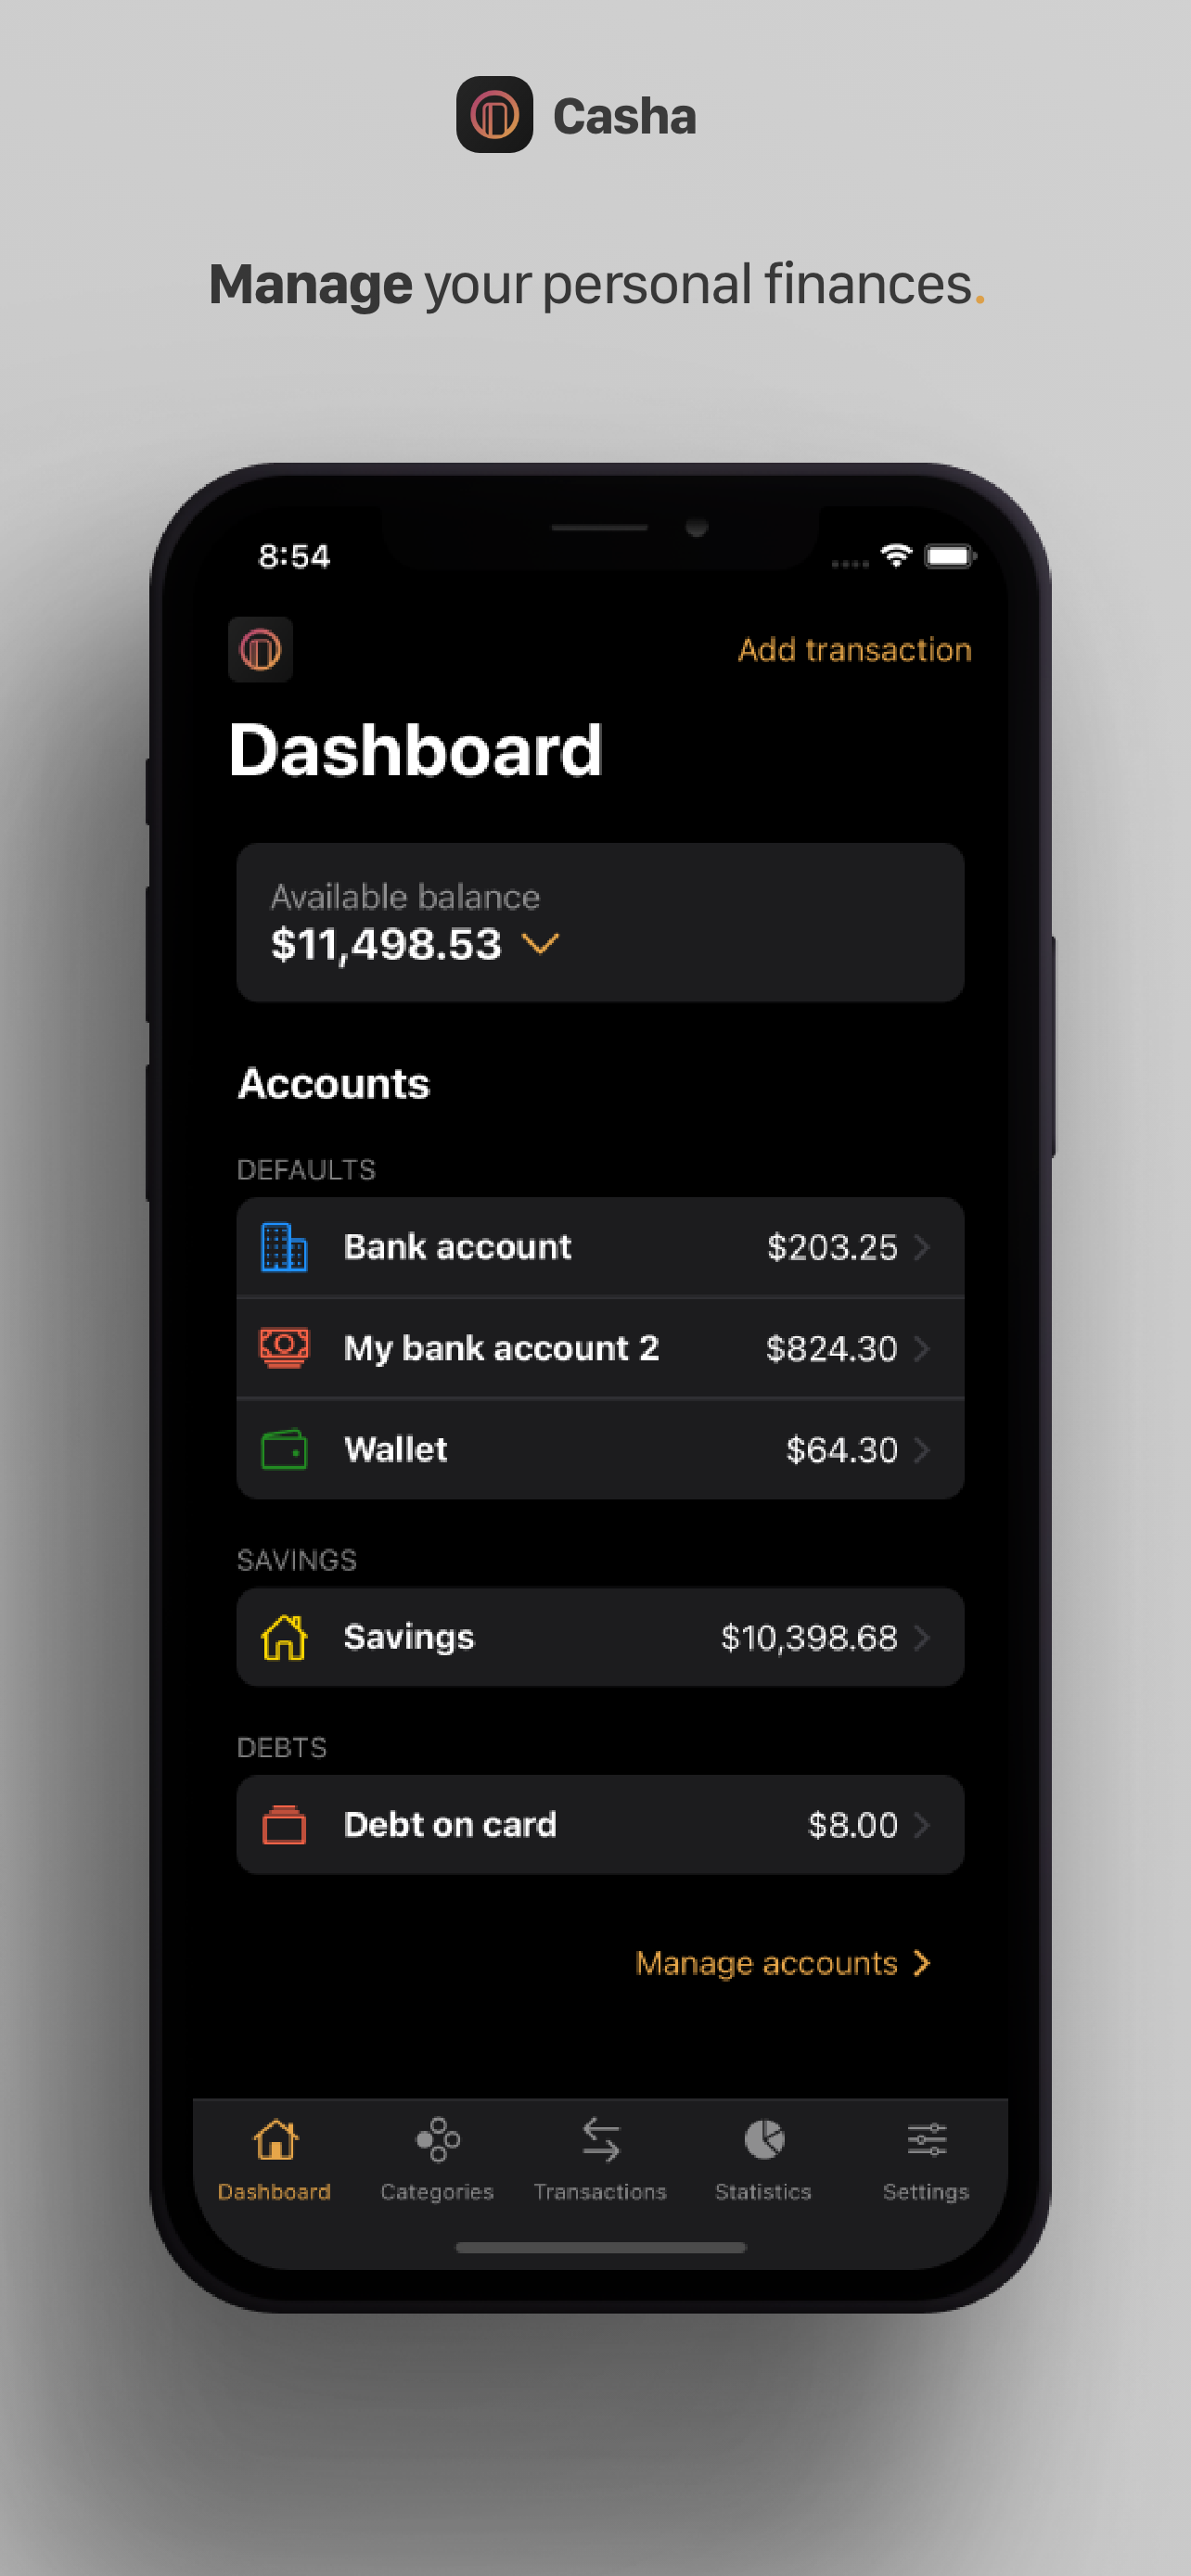 Casha
Manage your personal finances.
8:54
Add transaction
Dashboard
Available balance
$11,498.53
Accounts
DEFAULTS
Bank account $203.25
My bank account 2 $824.30
Wallet $64.30
SAVINGS
Savings $10,398.68
DEBTS
Debt on card $8.00
Manage accounts
Dashboard Categories Transactions Statistics Settings